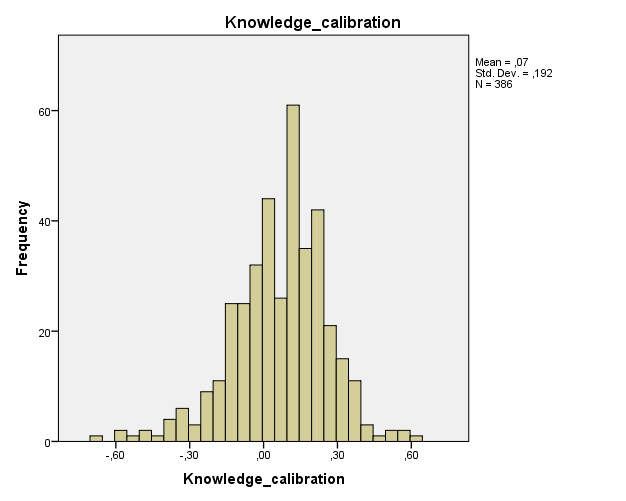 Knowledge_calibration
Mean = ,07
Std. Dev. = ,192
N = 386
Frequency
60
40
20
0
-,60
-,30
,00
,30
,60
Knowledge_calibration